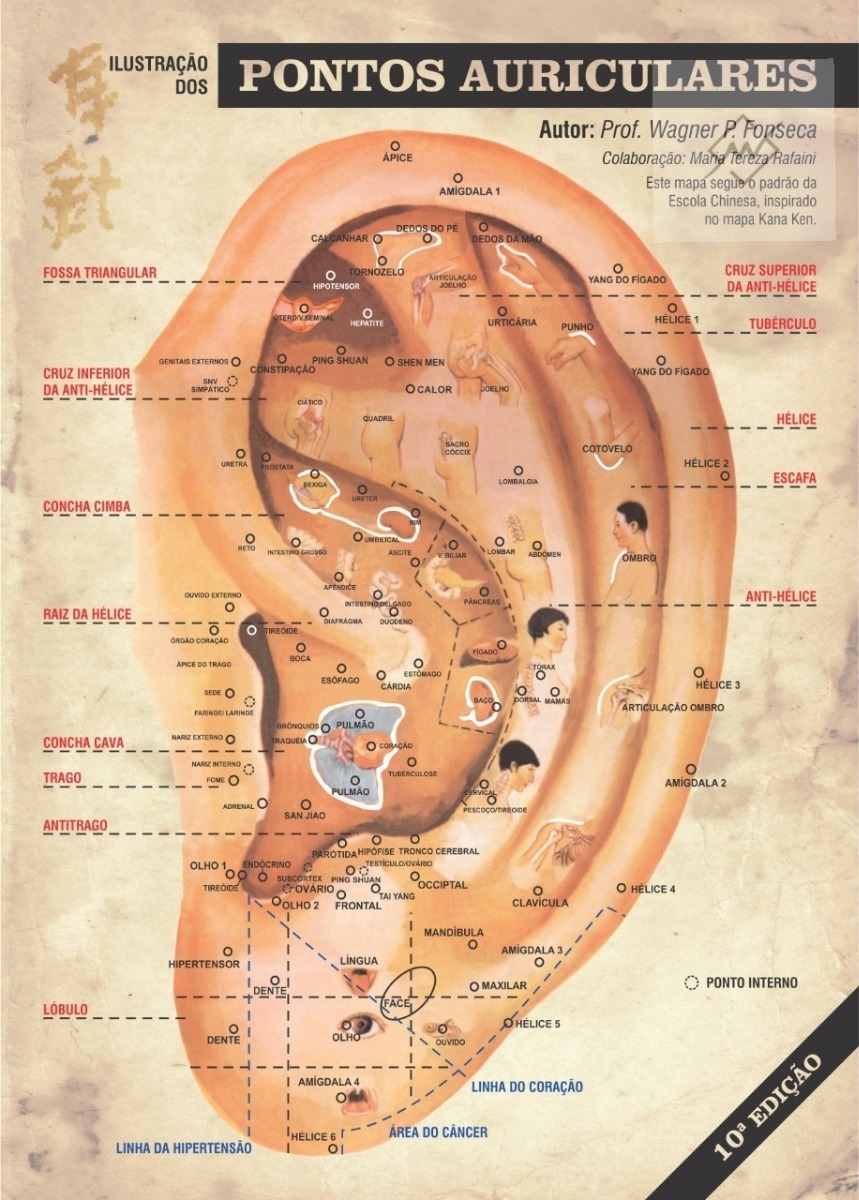 耳
針
ILUSTRAÇÃO
DOS
PONTOS AURICULARES
Autor: Prof. Wagner P. Fonseca
Colaboração: Maria Tereza Rafaini
Este mapa segue o padrão da
Escola Chinesa, inspirado
no mapa Kana Ken.
ÁPICE
AMÍGDALA 1
CALCANHAR
DEDOS DO PÉ
DEDOS DA MÃO
FOSSA TRIANGULAR
TORNOZELO
HIPOTENSOR
ARTICULAÇÃO
JOELHO
YANG DO FÍGADO
CRUZ SUPERIOR
DA ANTI-HÉLICE
ÚTERO/V.SEMINAL
HEPATITE
URTICÁRIA
PUNHO
HÉLICE 1
TUBÉRCULO
GENITAIS EXTERNOS
CONSTIPAÇÃO
PING SHUAN
SHEN MEN
YANG DO FÍGADO
CRUZ INFERIOR
DA ANTI-HÉLICE
SNV
SIMPÁTICO
CALOR
JOELHO
CIÁTICO
QUADRIL
HÉLICE
SACRO
CÓCCIX
COTOVELO
URETRA
PRÓSTATA
HÉLICE 2
BEXIGA
URETER
LOMBALGIA
ESCAFA
CONCHA CIMBA
RIM
RETO
INTESTINO GROSSO
UMBILICAL
ASCITE
V. BILIAR
LOMBAR
ABDÔMEN
OMBRO
APÊNDICE
OUVIDO EXTERNO
INTESTINO DELGADO
PÂNCREAS
ANTI-HÉLICE
RAIZ DA HÉLICE
DIAFRÁGMA
DUODENO
ÓRGÃO CORAÇÃO
TIREÓIDE
BOCA
FÍGADO
ÁPICE DO TRAGO
ESÔFAGO
CÁRDIA
ESTÔMAGO
TÓRAX
HÉLICE 3
SEDE
BAÇO
DORSAL
MAMAS
ARTICULAÇÃO OMBRO
FARINGE/ LARINGE
BRÔNQUIOS
PULMÃO
CONCHA CAVA
NARIZ EXTERNO
TRAQUÉIA
CORAÇÃO
NARIZ INTERNO
TUBERCULOSE
TRAGO
FOME
PULMÃO
CERVICAL
AMÍGDALA 2
ADRENAL
SAN JIAO
PESCOÇO/TIREÓIDE
ANTITRAGO
PARÓTIDA
HIPÓFISE
TRONCO CEREBRAL
OLHO 1
ENDÓCRINO
TESTÍCULO/OVÁRIO
SUBCORTEX
PING SHUAN
TIREÓIDE
OVÁRIO
TAI YANG
OCCIPTAL
HÉLICE 4
OLHO 2
FRONTAL
CLAVÍCULA
MANDÍBULA
HIPERTENSOR
LÍNGUA
AMÍGDALA 3
DENTE
MAXILAR
PONTO INTERNO
FACE
LÓBULO
DENTE
OLHO
OUVIDO
HÉLICE 5
AMÍGDALA 4
LINHA DO CORAÇÃO
HÉLICE 6
ÁREA DO CÂNCER
LINHA DA HIPERTENSÃO
10ª EDIÇÃO